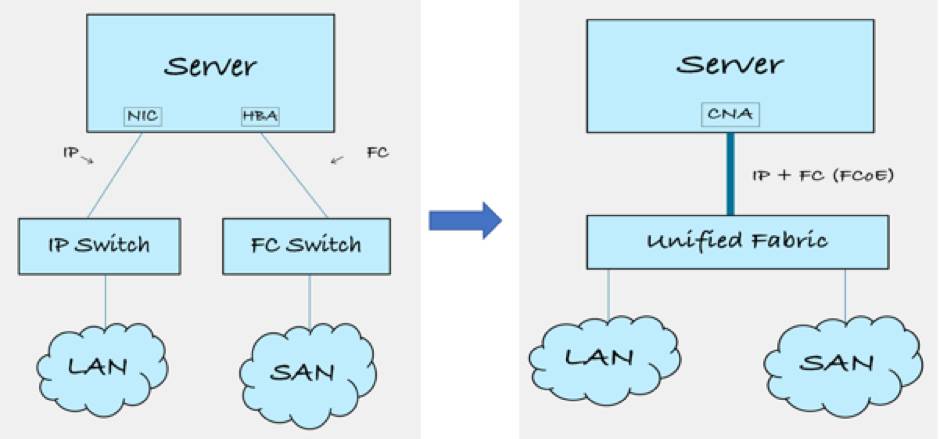 Server
NIC
HBA
IP
FC
IP Switch
FC Switch
LAN
SAN
Server
CNA
IP + FC (FCoE)
Unified Fabric
LAN
SAN